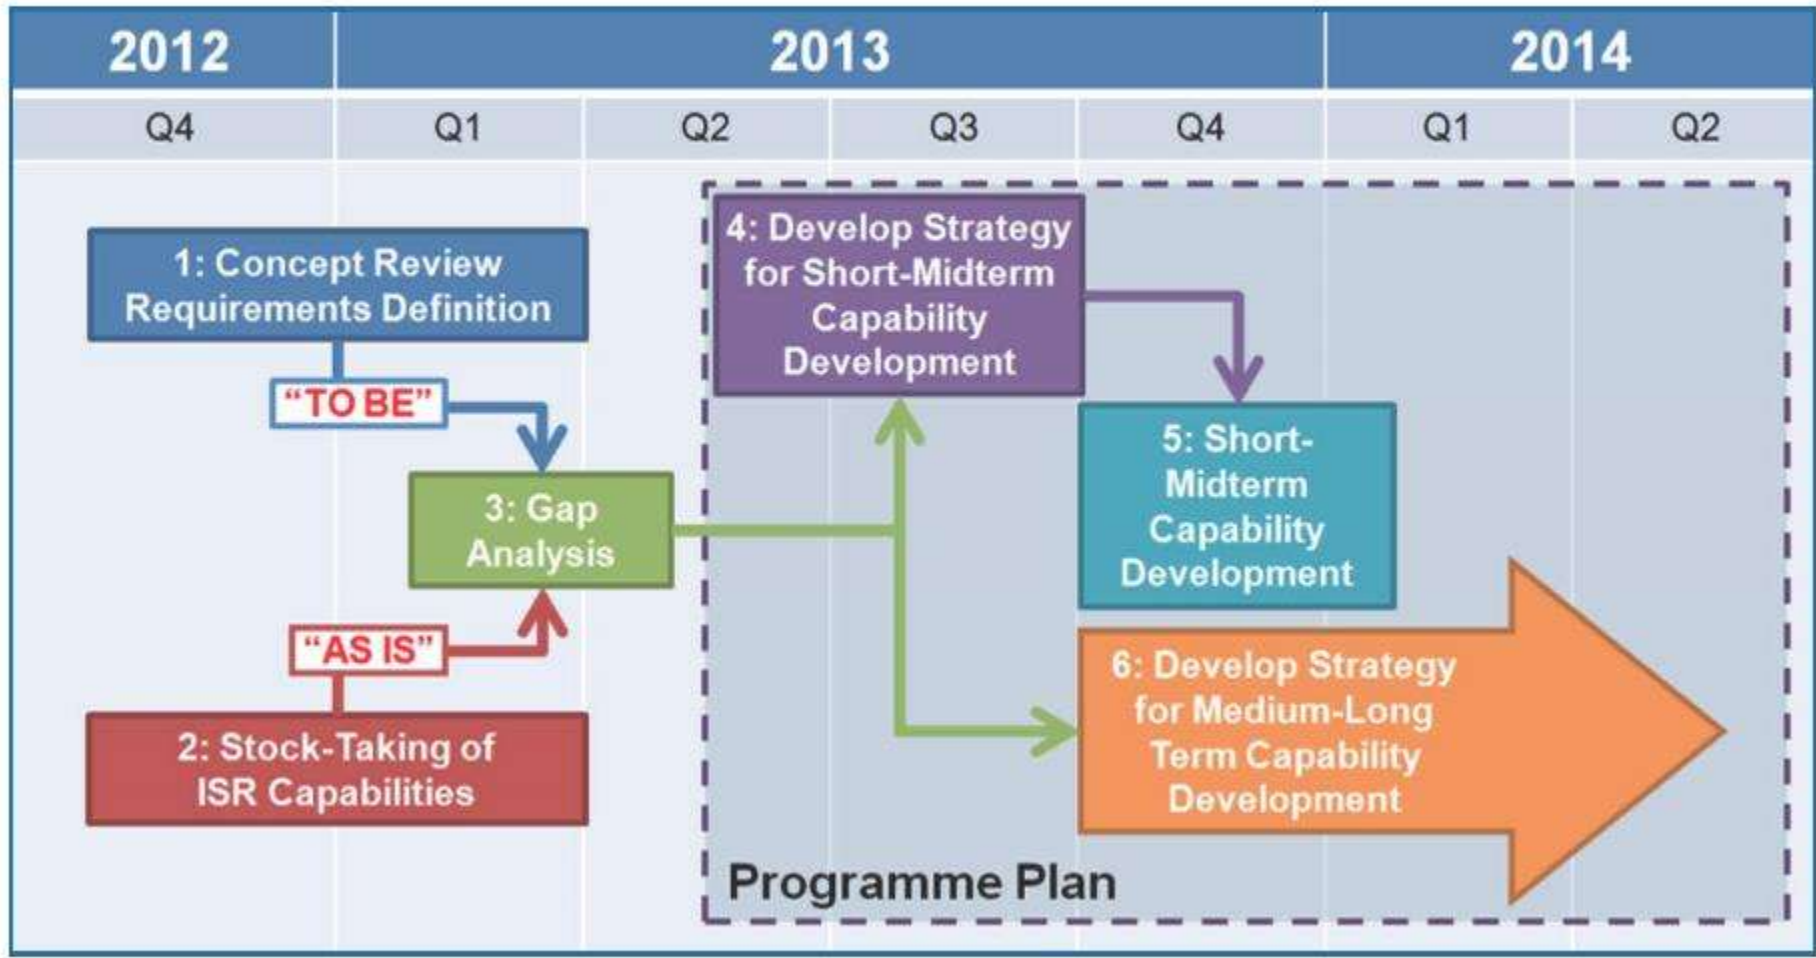 2012 2013 2014
Q4 Q1 Q2 Q3 Q4 Q1 Q2
1: Concept Review
Requirements Definition
“TO BE”
3: Gap
Analysis
“AS IS”
2: Stock-Taking of
ISR Capabilities
4: Develop Strategy
for Short-Midterm
Capability
Development
5: Short-
Midterm
Capability
Development
6: Develop Strategy
for Medium-Long
Term Capability
Development
Programme Plan